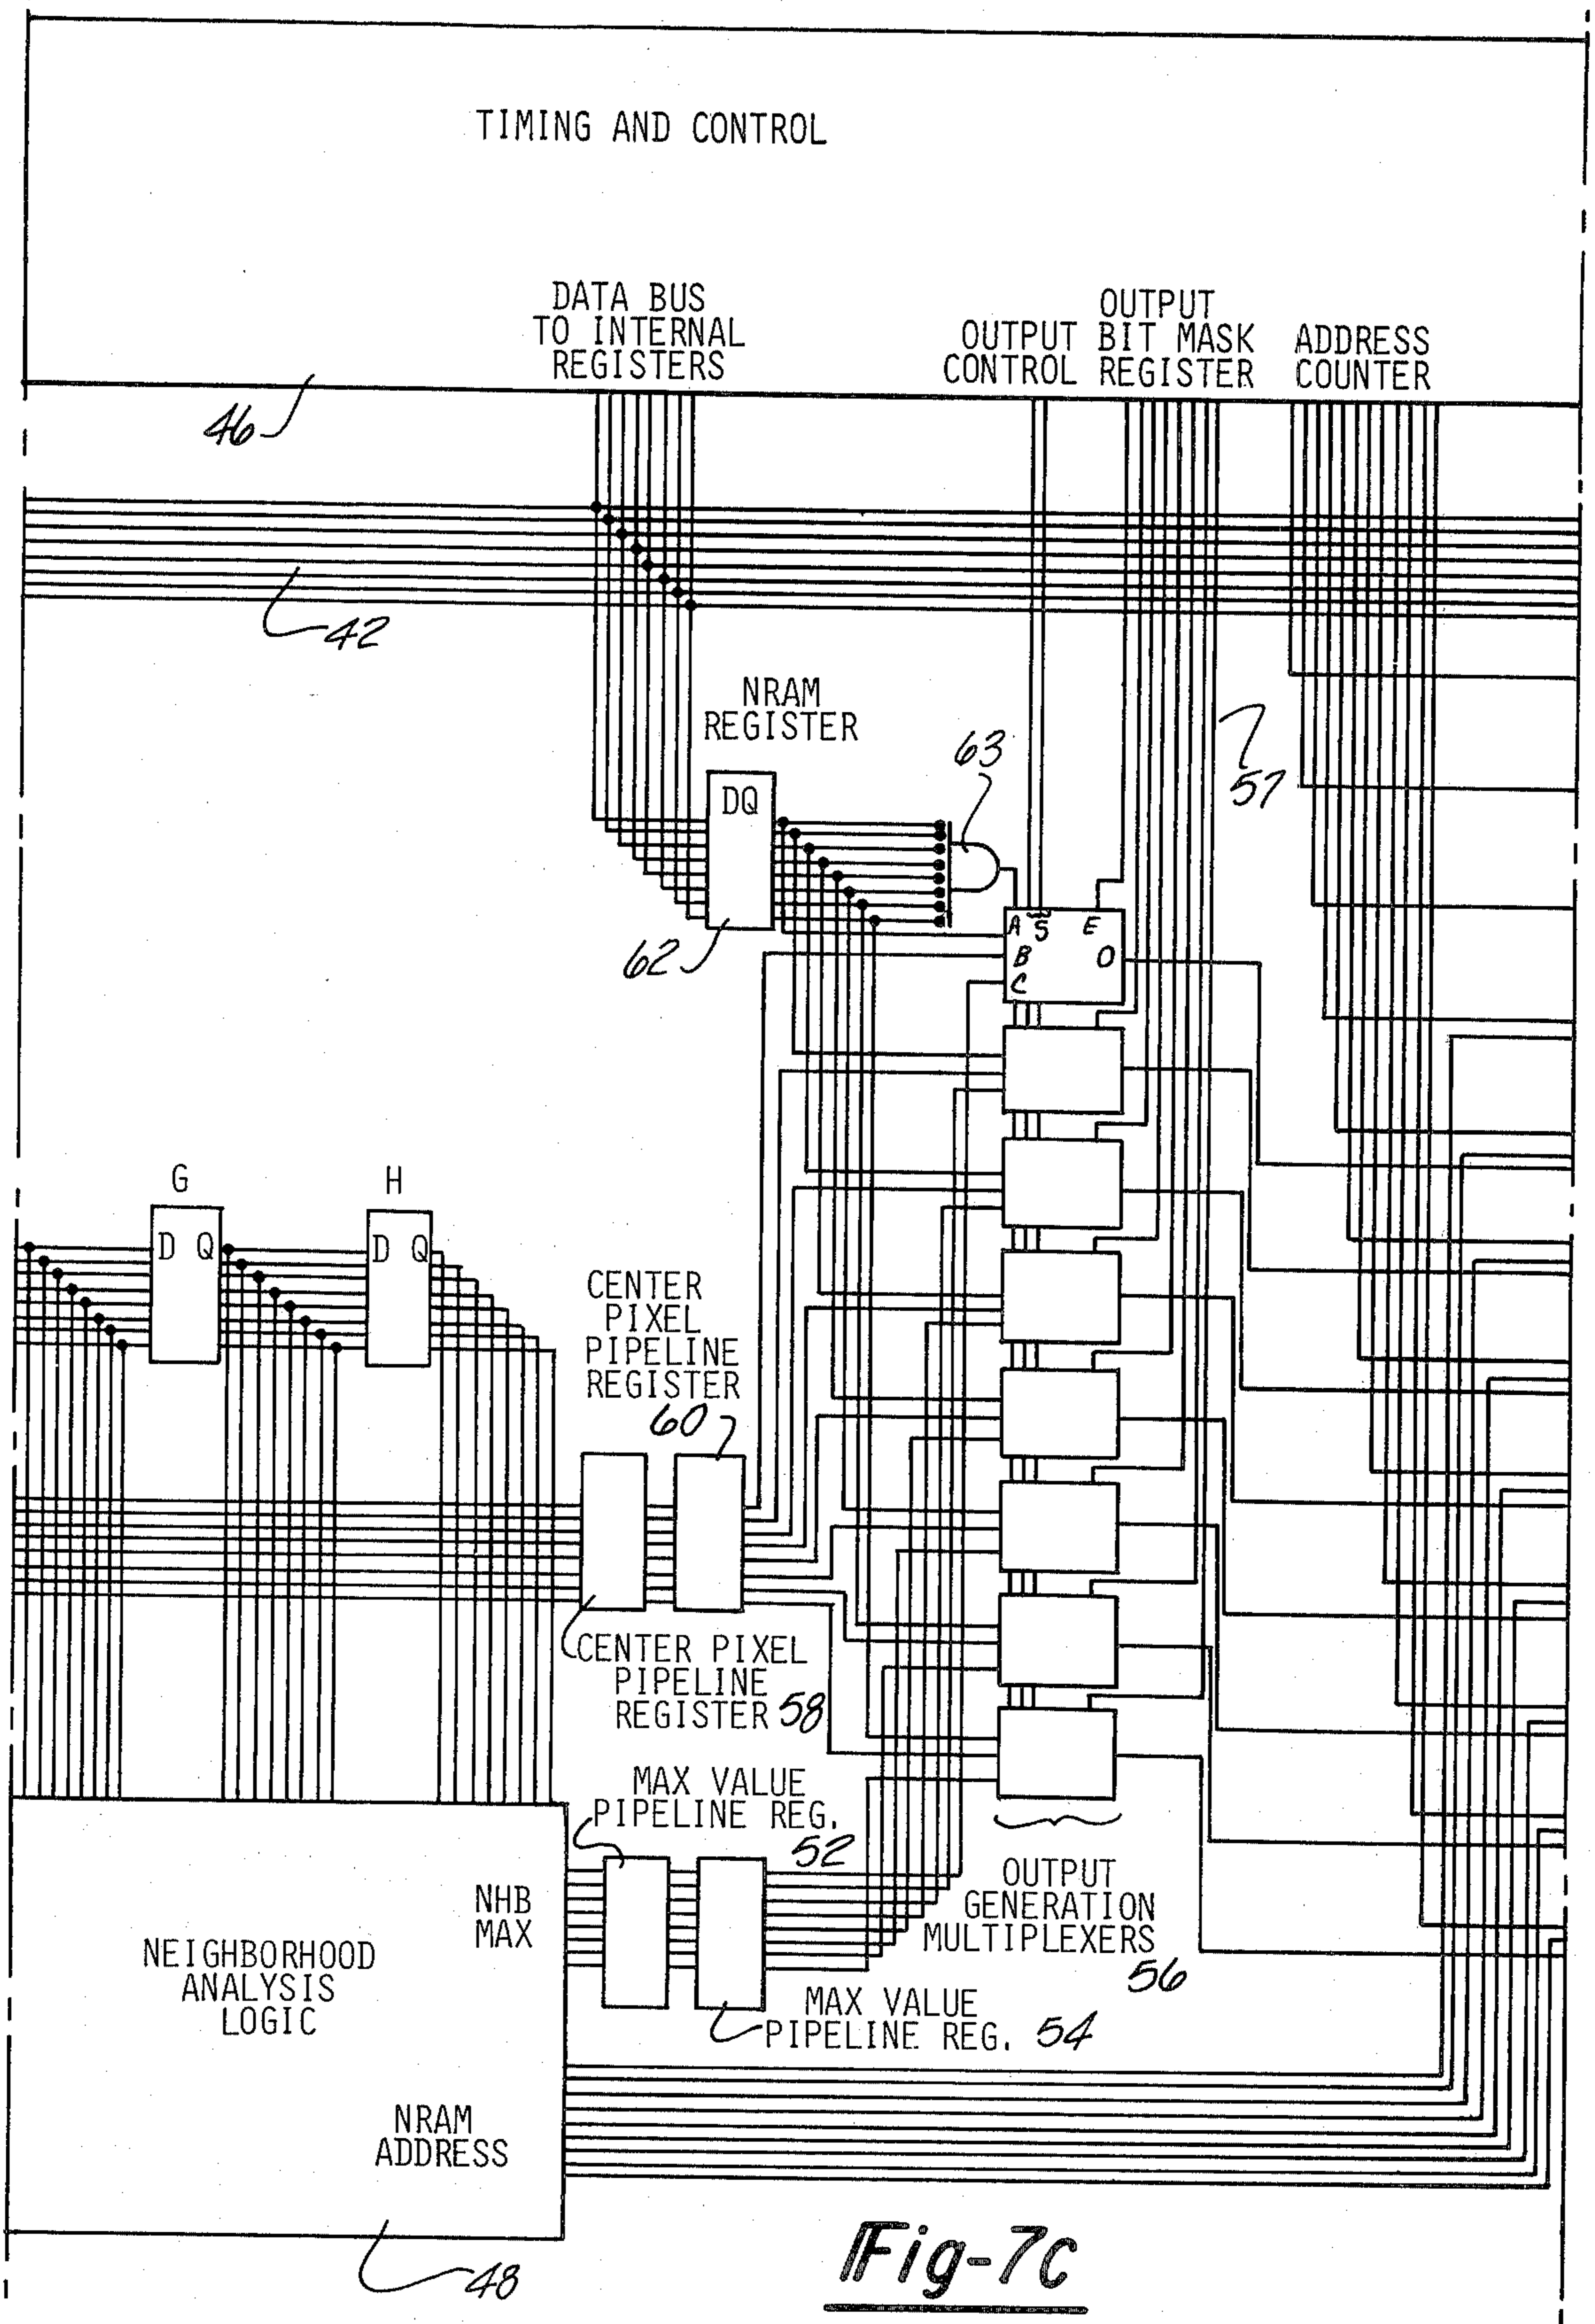 TIMING AND CONTROL
DATA BUS
TO INTERNAL
REGISTERS
OUTPUT
CONTROL
OUTPUT
BIT MASK
REGISTER
ADDRESS
COUNTER
46
42
NRAM
REGISTER
63
57
DQ
62
A S E
B O
C
G
H
D Q
D Q
CENTER
PIXEL
PIPELINE
REGISTER
60
CENTER PIXEL
PIPELINE
REGISTER 58
MAX VALUE
PIPELINE REG.
52
NHB
MAX
NEIGHBORHOOD
ANALYSIS
LOGIC
OUTPUT
GENERATION
MULTIPLEXERS
56
MAX VALUE
PIPELINE REG. 54
NRAM
ADDRESS
48
Fig-7C